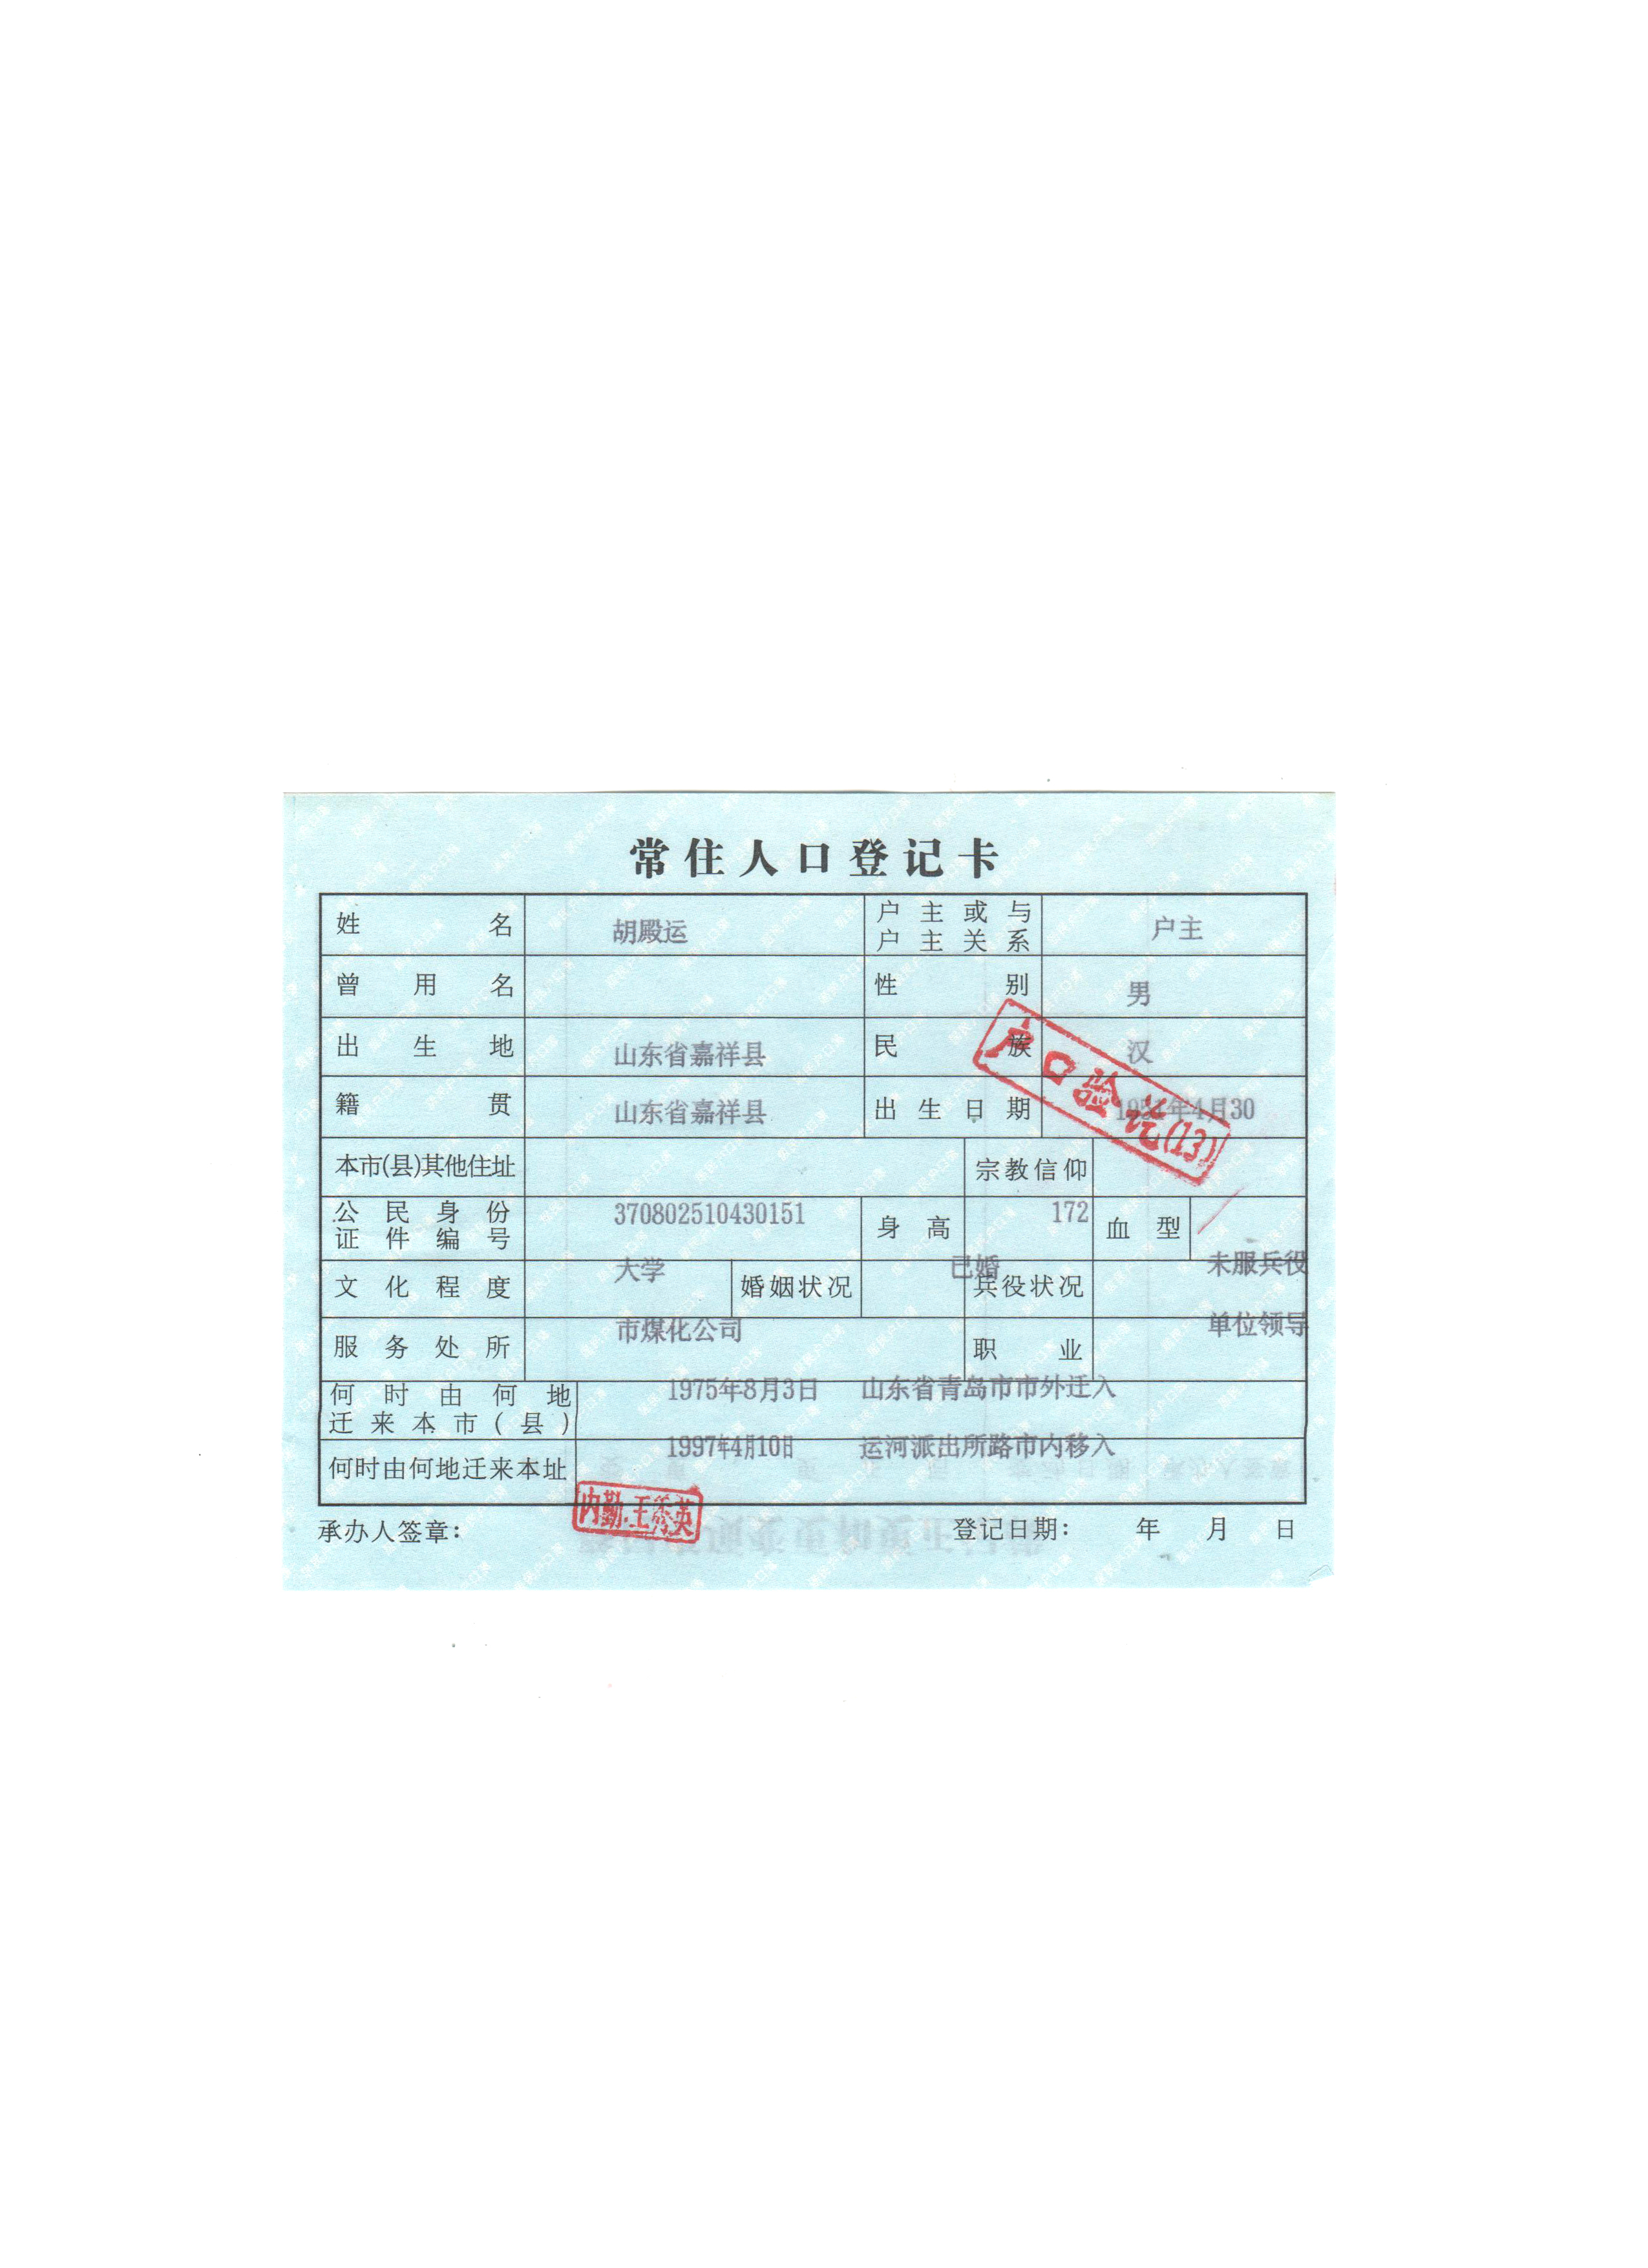 常住人口登记卡
姓名 胡殿运 户主或与户主关系 户主
曾用名 性别 男
出生地 山东省嘉祥县 民族 汉
籍贯 山东省嘉祥县 出生日期 年4月30
本市(县)其他住址 宗教信仰
公民身份证件编号 370802510430151 身高 172 血型
文化程度 大学 婚姻状况 已婚 兵役状况 未服兵役
服务处所 市煤化公司 职业 单位领导
何时由何地迁来本市(县) 1975年8月3日 山东省青岛市市外迁入
何时由何地迁来本址 1997年4月10日 运河派出所路市内移入
承办人签章: 内勤.王秀英 登记日期: 年 月 日
户口验讫(13)